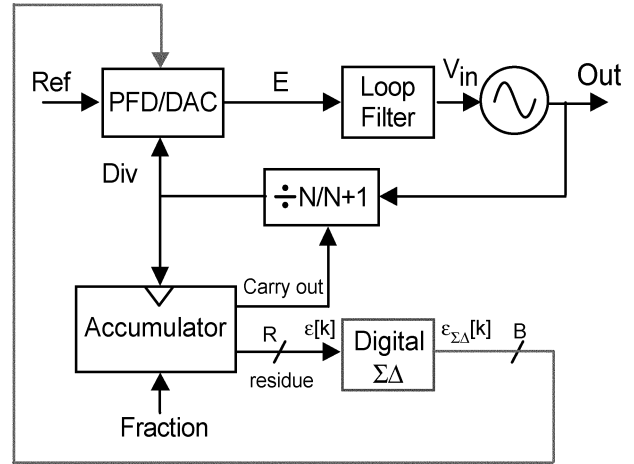 Ref
PFD/DAC
E
Loop
Filter
Vin
Out
Div
÷N/N+1
Carry out
Accumulator
R
ε[k]
residue
Digital
ΣΔ
εΣΔ[k]
B
Fraction